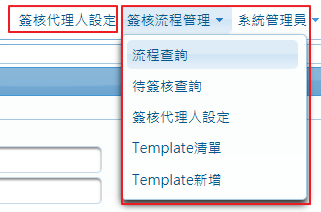 簽核代理人設定 簽核流程管理 系統管理員
流程查詢
待簽核查詢
簽核代理人設定
Template清單
Template新增